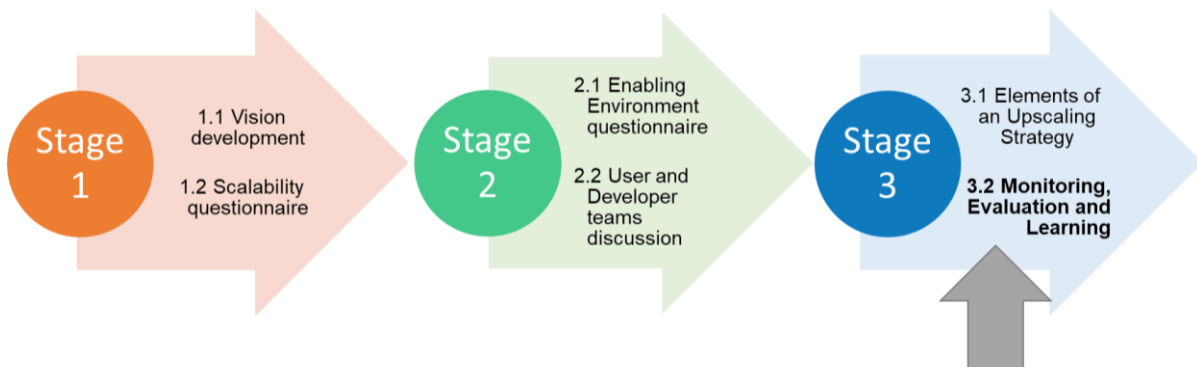 Stage
1
1.1 Vision
development
1.2 Scalability
questionnaire
Stage
2
2.1 Enabling
Environment
questionnaire
2.2 User and
Developer
teams
discussion
Stage
3
3.1 Elements of
an Upscaling
Strategy
3.2 Monitoring,
Evaluation and
Learning